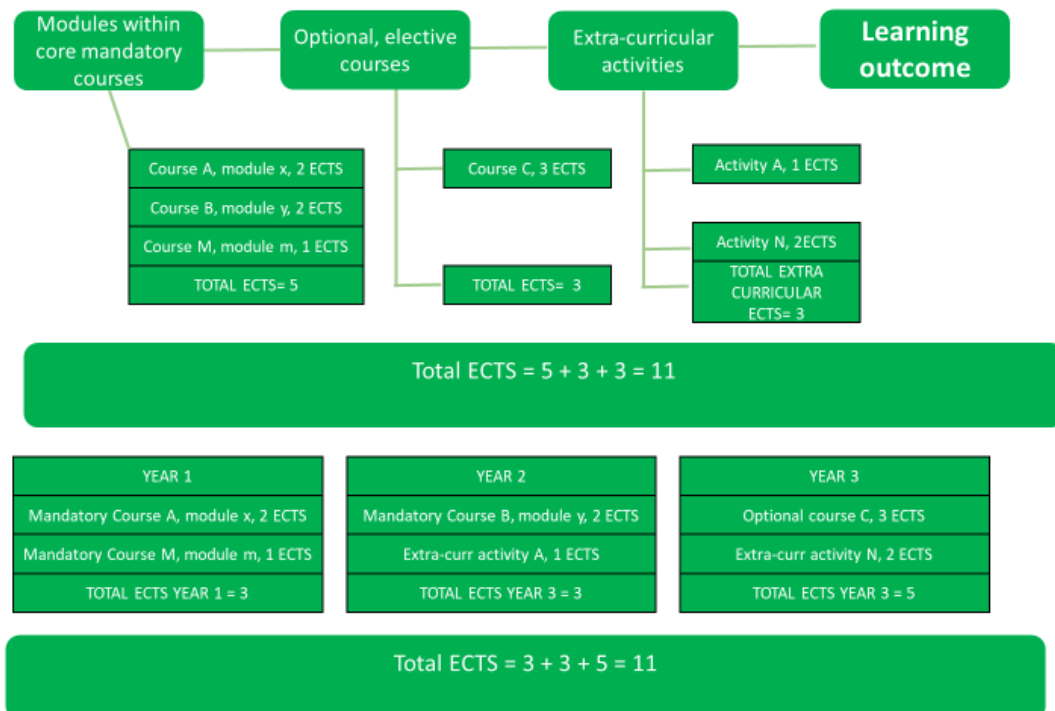 Modules within
core mandatory
courses
Optional, elective
courses
Extra-curricular
activities
Learning
outcome
Course A, module x, 2 ECTS
Course B, module y, 2 ECTS
Course M, module m, 1 ECTS
TOTAL ECTS= 5
Course C, 3 ECTS
TOTAL ECTS= 3
Activity A, 1 ECTS
Activity N, 2ECTS
TOTAL EXTRA
CURRICULAR
ECTS= 3
Total ECTS = 5 + 3 + 3 = 11
YEAR 1
Mandatory Course A, module x, 2 ECTS
Mandatory Course M, module m, 1 ECTS
TOTAL ECTS YEAR 1 = 3
YEAR 2
Mandatory Course B, module y, 2 ECTS
Extra-curr activity A, 1 ECTS
TOTAL ECTS YEAR 3 = 3
YEAR 3
Optional course C, 3 ECTS
Extra-curr activity N, 2 ECTS
TOTAL ECTS YEAR 3 = 5
Total ECTS = 3 + 3 + 5 = 11